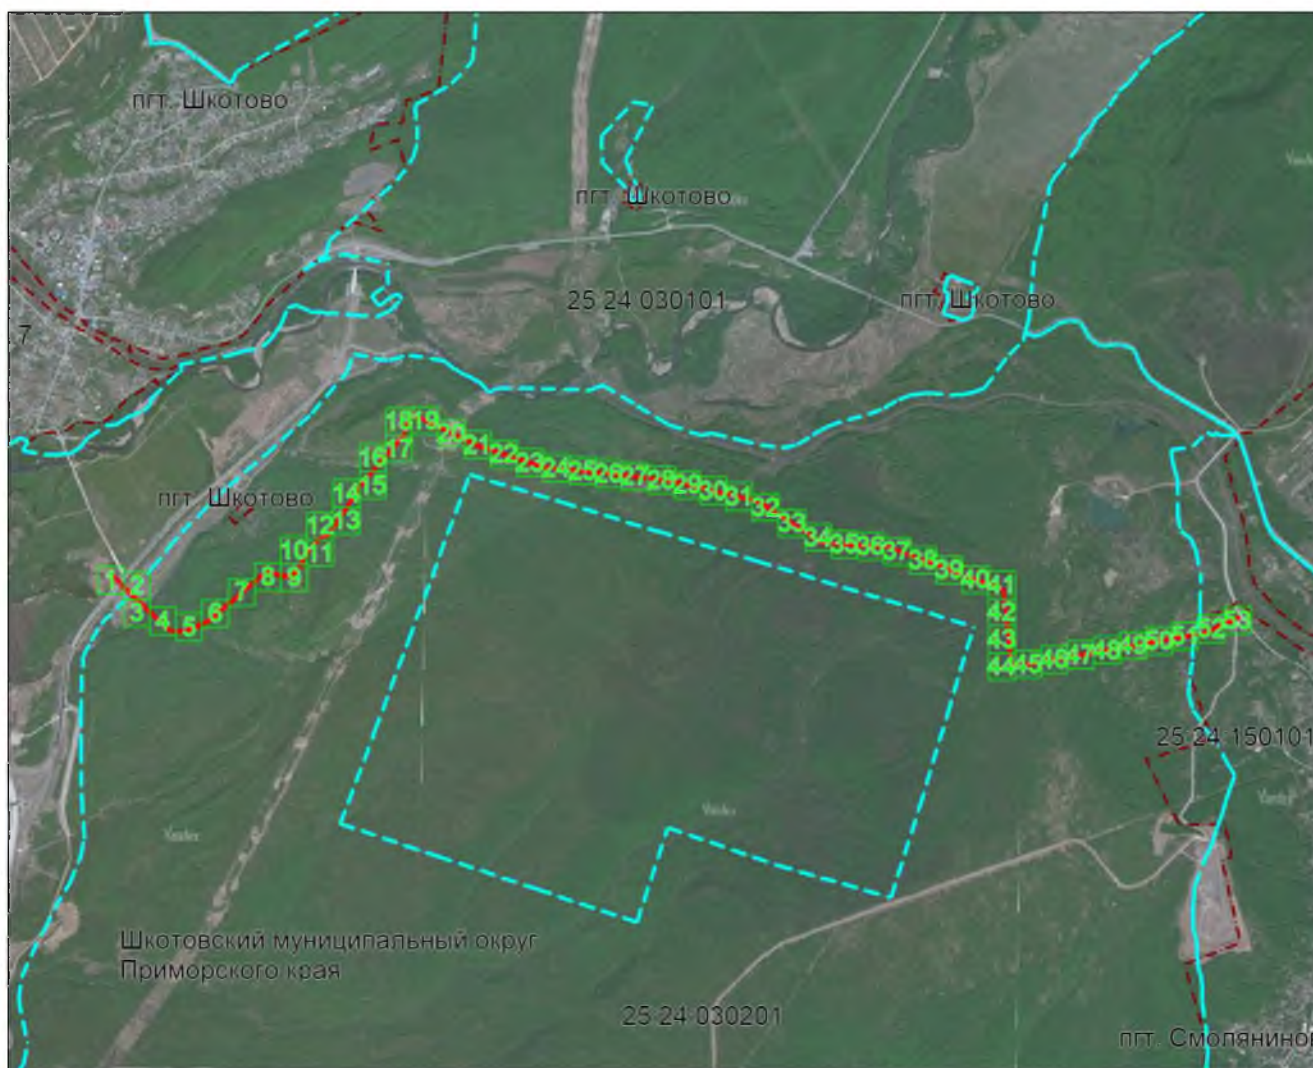 пгт. Шкотово
пгт. Шкотово
25 24 030101
пгт. Шкотово
7
18 19
20 21 22 23 24 25 26 27 28 29 30 31 32 33 34 35 36 37 38 39 40 41
16 17
14 15
пгт. Шкотово
12 13
10 11
1 2 3 4 5 6 7 8 9
42
43
44 45 46 47 48 49 50 51 52 53
25 24 150101
Yandex
Yandex
Yandex
Шкотовский муниципальный округ
Приморского края
25 24 030201
пгт. Смолянинов